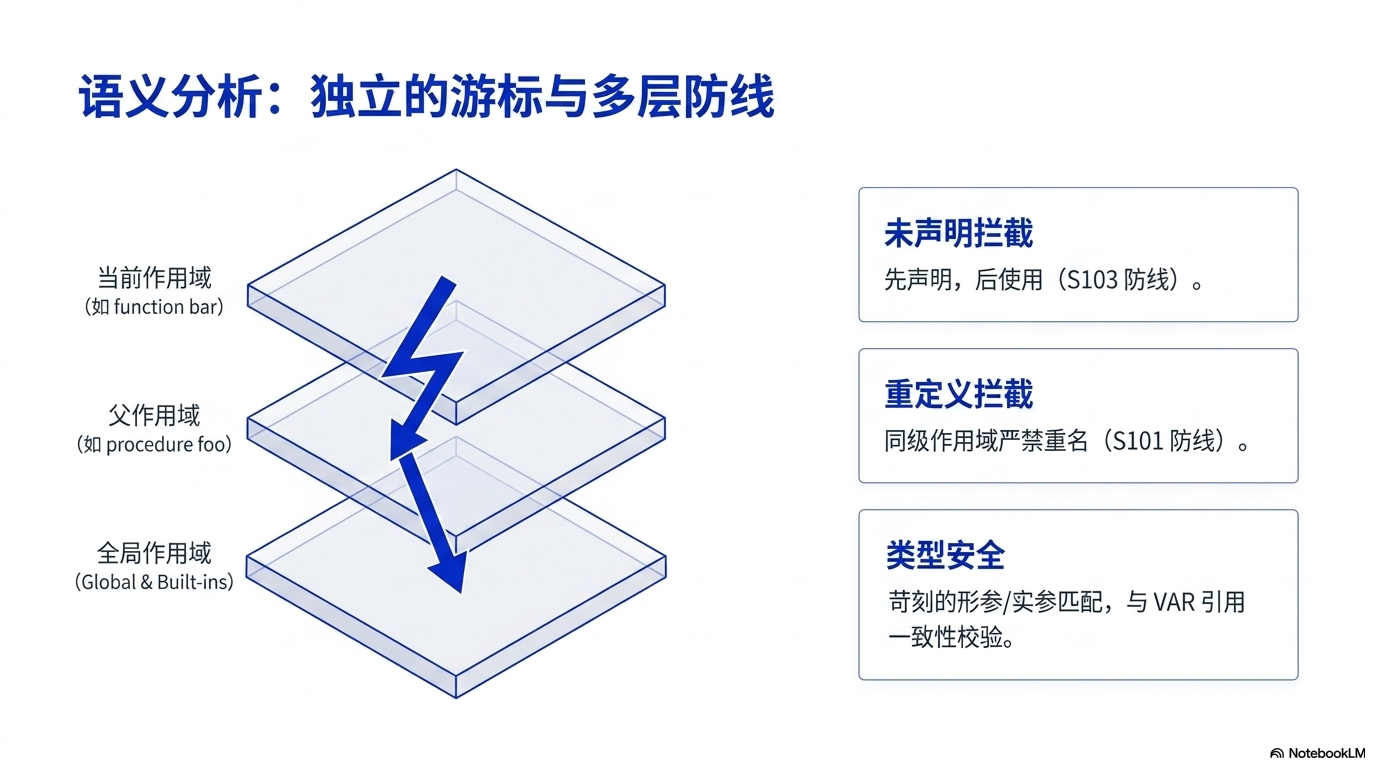 语义分析：独立的游标与多层防线
当前作用域
（如 function bar）
父作用域
（如 procedure foo）
全局作用域
（Global & Built-ins）
未声明拦截
先声明，后使用（S103 防线）。
重定义拦截
同级作用域严禁重名（S101 防线）。
类型安全
苛刻的形参/实参匹配，与 VAR 引用
一致性校验。
NotebookLM